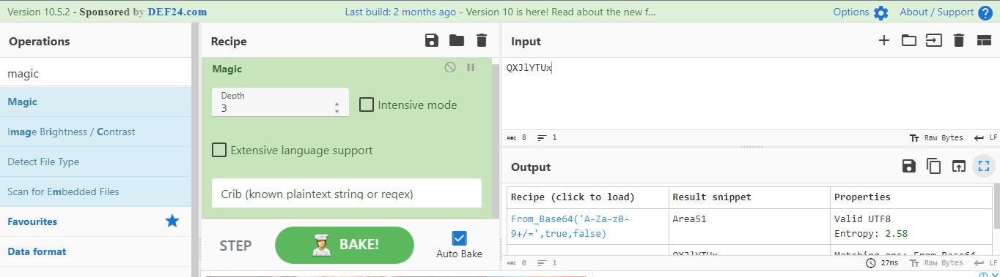 Version 10.5.2 - Sponsored by DEF24.com
Last build: 2 months ago - Version 10 is here! Read about the new f...
Options
About / Support
Operations
magic
Magic
Image Brightness / Contrast
Detect File Type
Scan for Embedded Files
Favourites
Data format
Recipe
Magic
Depth
3
Intensive mode
Extensive language support
Crib (known plaintext string or regex)
STEP
BAKE!
Auto Bake
Input
QXJlYTUx
ABC 8 1
Tт Raw Bytes LF
Output
Recipe (click to load) Result snippet Properties
From_Base64('A-Za-z0- Area51 Valid UTF8
9+/=',true,false) Entropy: 2.58
QXJlYTUx Matching ops: From Base64
ABC 0 1
27ms Tт Raw Bytes LF